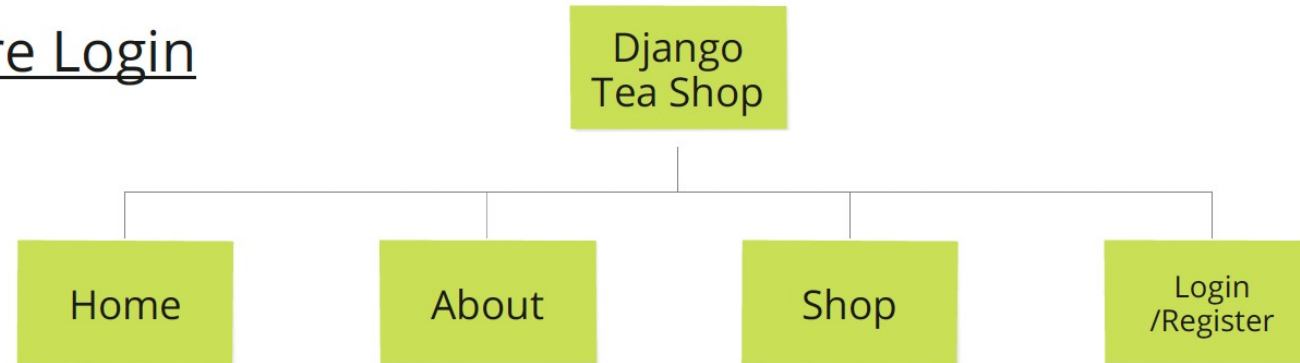 re Login
Django
Tea Shop
Home
About
Shop
Login
/Register